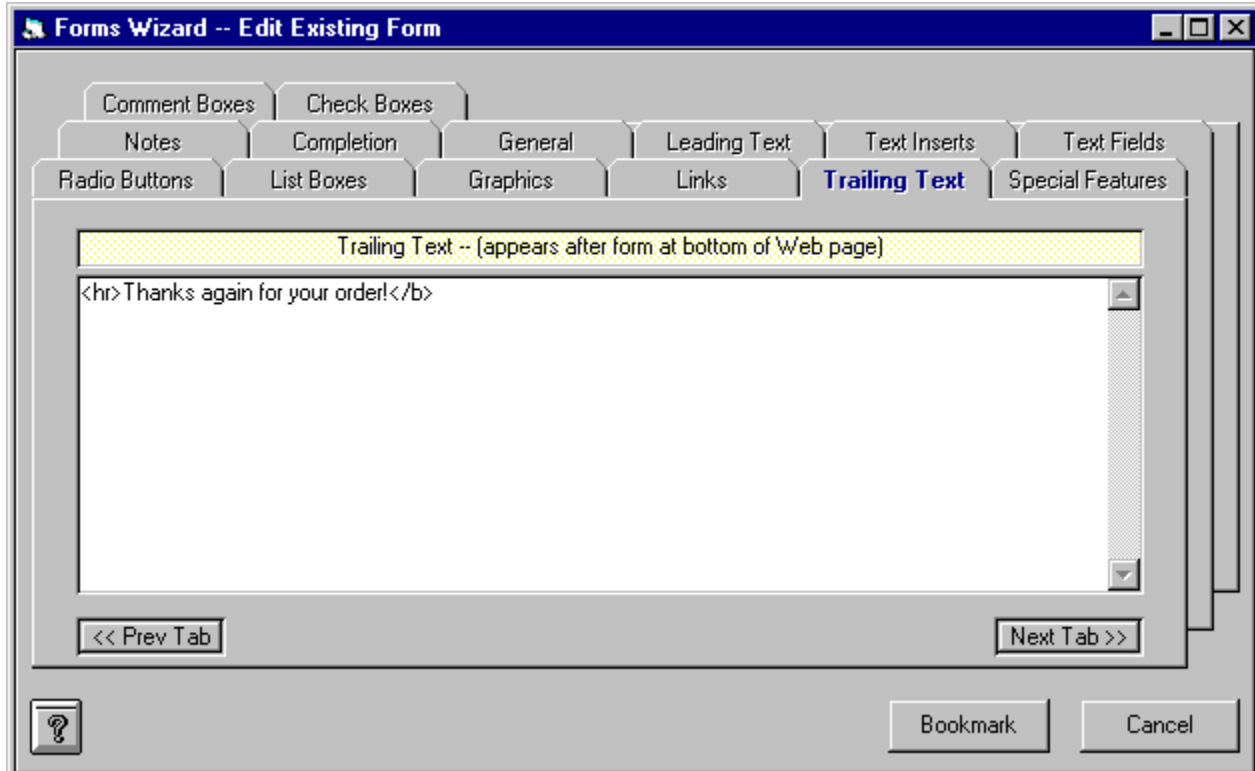 Forms Wizard -- Edit Existing Form
Comment Boxes Check Boxes
Notes Completion General Leading Text Text Inserts Text Fields
Radio Buttons List Boxes Graphics Links Trailing Text Special Features
Trailing Text -- (appears after form at bottom of Web page)
<hr>Thanks again for your order!</b>
<< Prev Tab Next Tab >>
? Bookmark Cancel